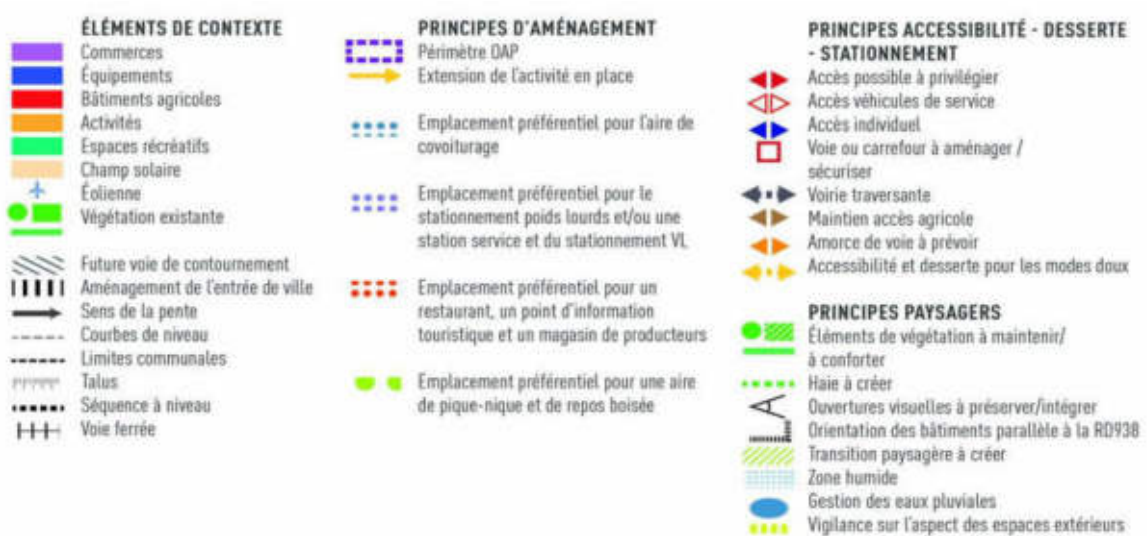 ÉLÉMENTS DE CONTEXTE
Commerces
Équipements
Bâtiments agricoles
Activités
Espaces récréatifs
Champ solaire
Éolienne
Végétation existante
Future voie de contournement
Aménagement de l'entrée de ville
Sens de la pente
Courbes de niveau
Limites communales
Talus
Séquence à niveau
Voie ferrée
PRINCIPES D'AMÉNAGEMENT
Périmètre OAP
Extension de l'activité en place
Emplacement préférentiel pour l'aire de
covoiturage
Emplacement préférentiel pour le
stationnement poids lourds et/ou une
station service et du stationnement VL
Emplacement préférentiel pour un
restaurant, un point d'information
touristique et un magasin de producteurs
Emplacement préférentiel pour une aire
de pique-nique et de repos boisée
PRINCIPES ACCESSIBILITÉ - DESSERTE
- STATIONNEMENT
Accès possible à privilégier
Accès véhicules de service
Accès individuel
Voie ou carrefour à aménager /
sécuriser
Voirie traversante
Maintien accès agricole
Amorce de voie à prévoir
Accessibilité et desserte pour les modes doux
PRINCIPES PAYSAGERS
Éléments de végétation à maintenir/
à conforter
Haie à créer
Ouvertures visuelles à préserver/intégrer
Orientation des bâtiments parallèle à la RD938
Transition paysagère à créer
Zone humide
Gestion des eaux pluviales
Vigilance sur l'aspect des espaces extérieurs